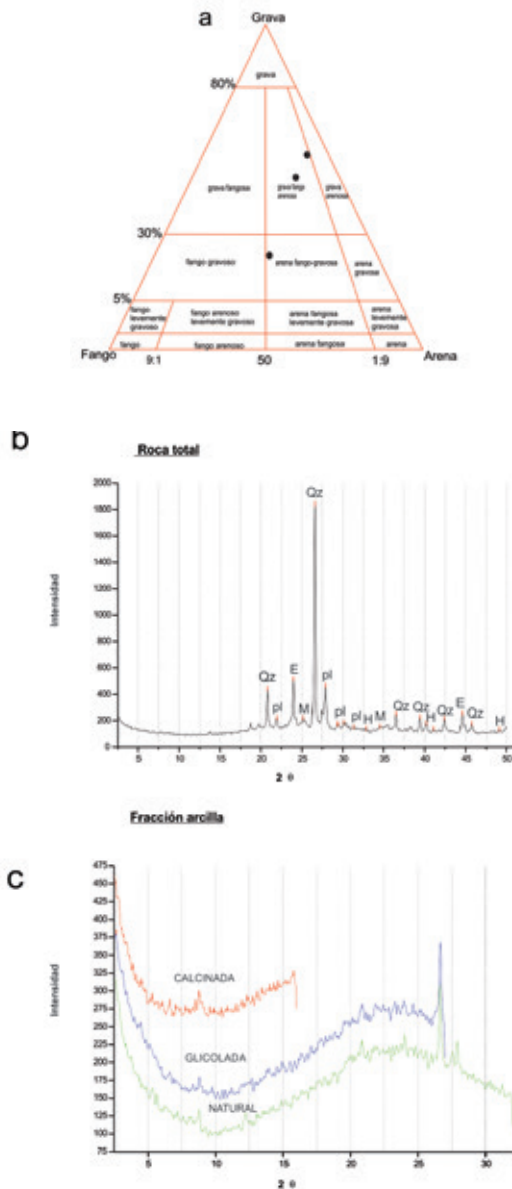 a
Grava
80%
grava
grava fangosa
grava fango
arenosa
grava
arenosa
30%
fango gravoso
arena fango-gravosa
arena
gravosa
5%
fango
levemente
gravoso
fango arenoso
levemente gravoso
arena fangosa
levemente gravosa
arena
levemente
gravosa
fango
fango arenoso
arena fangosa
arena
Fango
9:1
50
1:9
Arena
b
Roca total
2000
1800
1600
1400
1200
1000
800
600
400
200
0
Intensidad
Qz
Qz
pl
E
M
pl
pl
pl
H
M
Qz
Qz
H
Qz
E
Qz
H
5 10 15 20 25 30 35 40 45 50
2 θ
Fracción arcilla
c
475
450
425
400
375
350
325
300
275
250
225
200
175
150
125
100
75
Intensidad
CALCINADA
GLICOLADA
NATURAL
5 10 15 20 25 30
2 θ